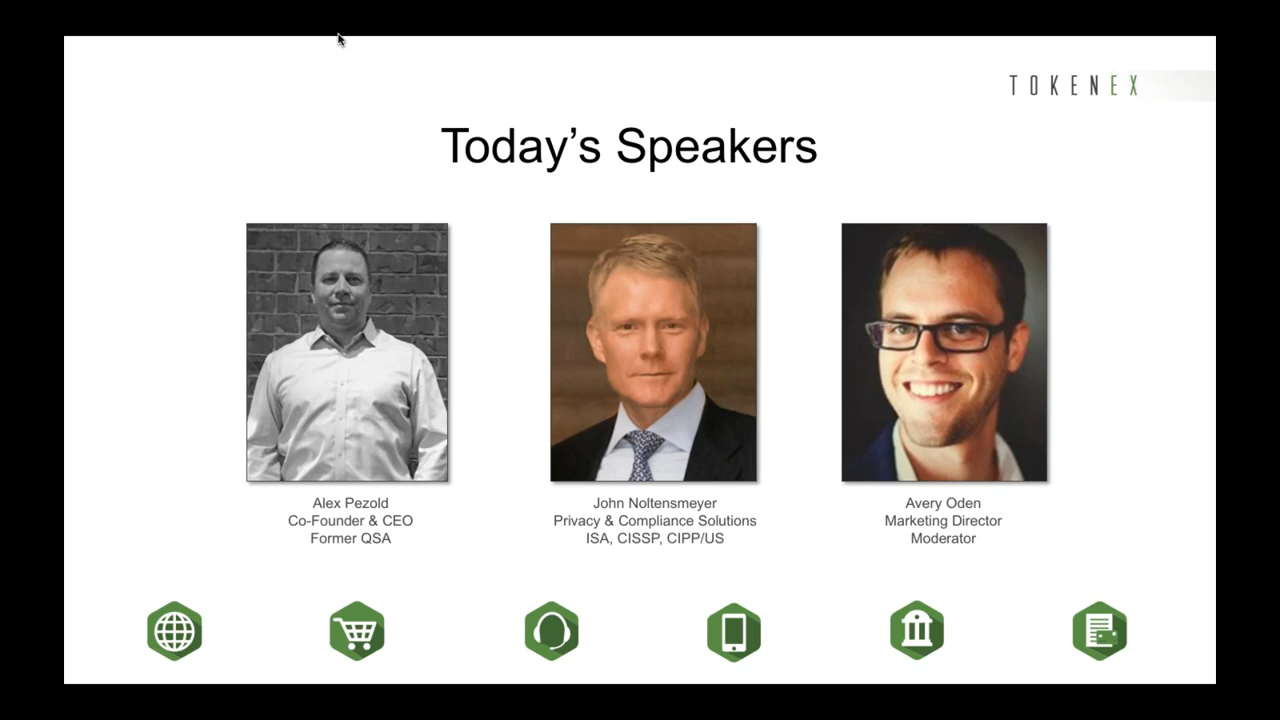 TOKENEX
Today’s Speakers
Alex Pezold
Co-Founder & CEO
Former QSA
John Noltensmeyer
Privacy & Compliance Solutions
ISA, CISSP, CIPP/US
Avery Oden
Marketing Director
Moderator